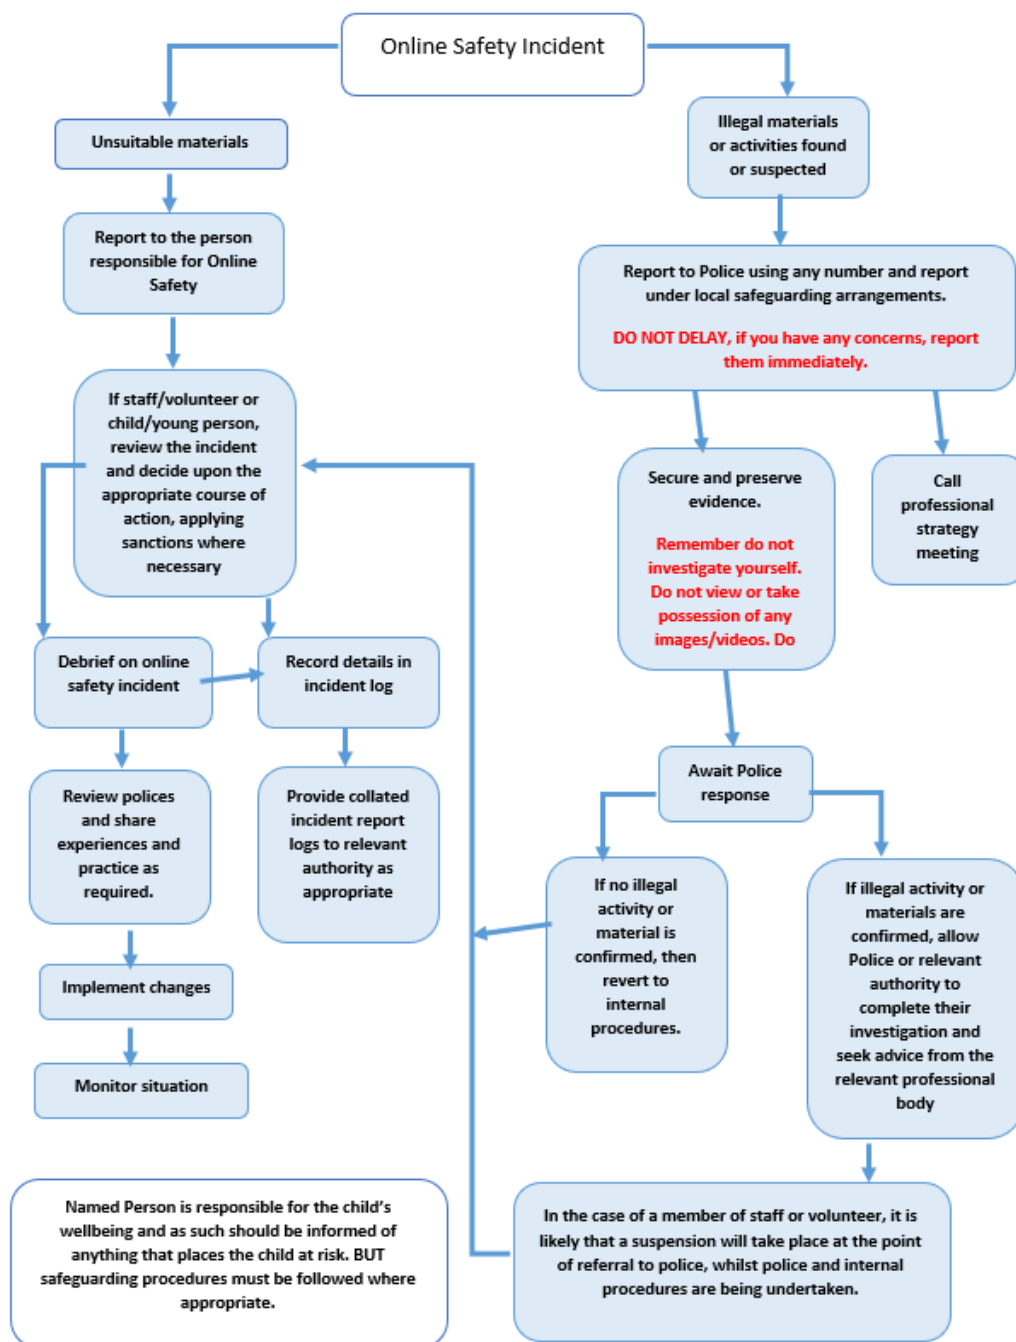 Online Safety Incident
Unsuitable materials
Illegal materials
or activities found
or suspected
Report to the person
responsible for Online
Safety
Report to Police using any number and report
under local safeguarding arrangements.
DO NOT DELAY, if you have any concerns, report
them immediately.
If staff/volunteer or
child/young person,
review the incident
and decide upon the
appropriate course of
action, applying
sanctions where
necessary
Secure and preserve
evidence.
Remember do not
investigate yourself.
Do not view or take
possession of any
images/videos. Do
Call
professional
strategy
meeting
Debrief on online
safety incident
Record details in
incident log
Review polices
and share
experiences and
practice as
required.
Provide collated
incident report
logs to relevant
authority as
appropriate
Await Police
response
If no illegal
activity or
material is
confirmed, then
revert to
internal
procedures.
If illegal activity or
materials are
confirmed, allow
Police or relevant
authority to
complete their
investigation and
seek advice from the
relevant professional
body
Implement changes
Monitor situation
Named Person is responsible for the child’s
wellbeing and as such should be informed of
anything that places the child at risk. BUT
safeguarding procedures must be followed where
appropriate.
In the case of a member of staff or volunteer, it is
likely that a suspension will take place at the point
of referral to police, whilst police and internal
procedures are being undertaken.